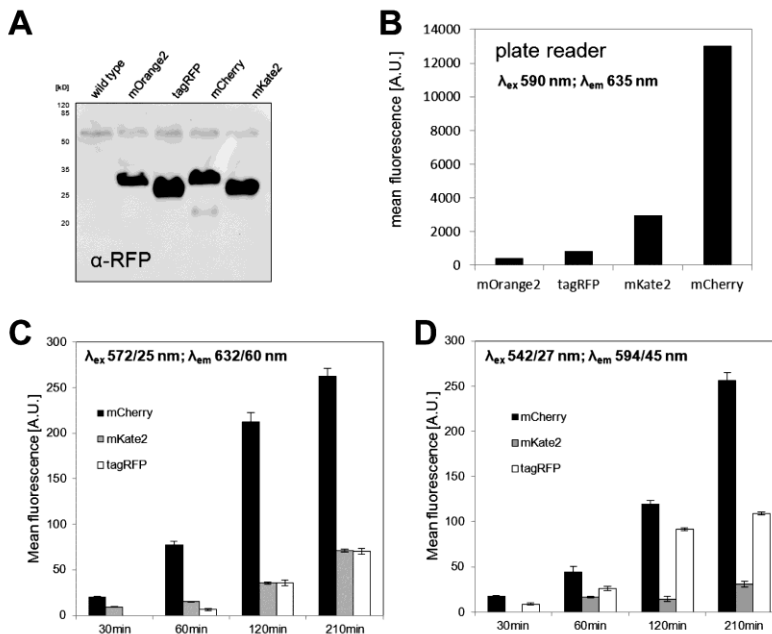 A
wild type
mOrange2
tagRFP
mCherry
mKate2
[kD]
120
85
50
35
25
20
α-RFP
B
plate reader
λex 590 nm; λem 635 nm
mean fluorescence [A.U.]
14000
12000
10000
8000
6000
4000
2000
0
mOrange2 tagRFP mKate2 mCherry
C
λex 572/25 nm; λem 632/60 nm
Mean fluorescence [A.U.]
300
250
200
150
100
50
0
mCherry
mKate2
tagRFP
30min 60min 120min 210min
D
λex 542/27 nm; λem 594/45 nm
Mean fluorescence [A.U.]
300
250
200
150
100
50
0
mCherry
mKate2
tagRFP
30min 60min 120min 210min